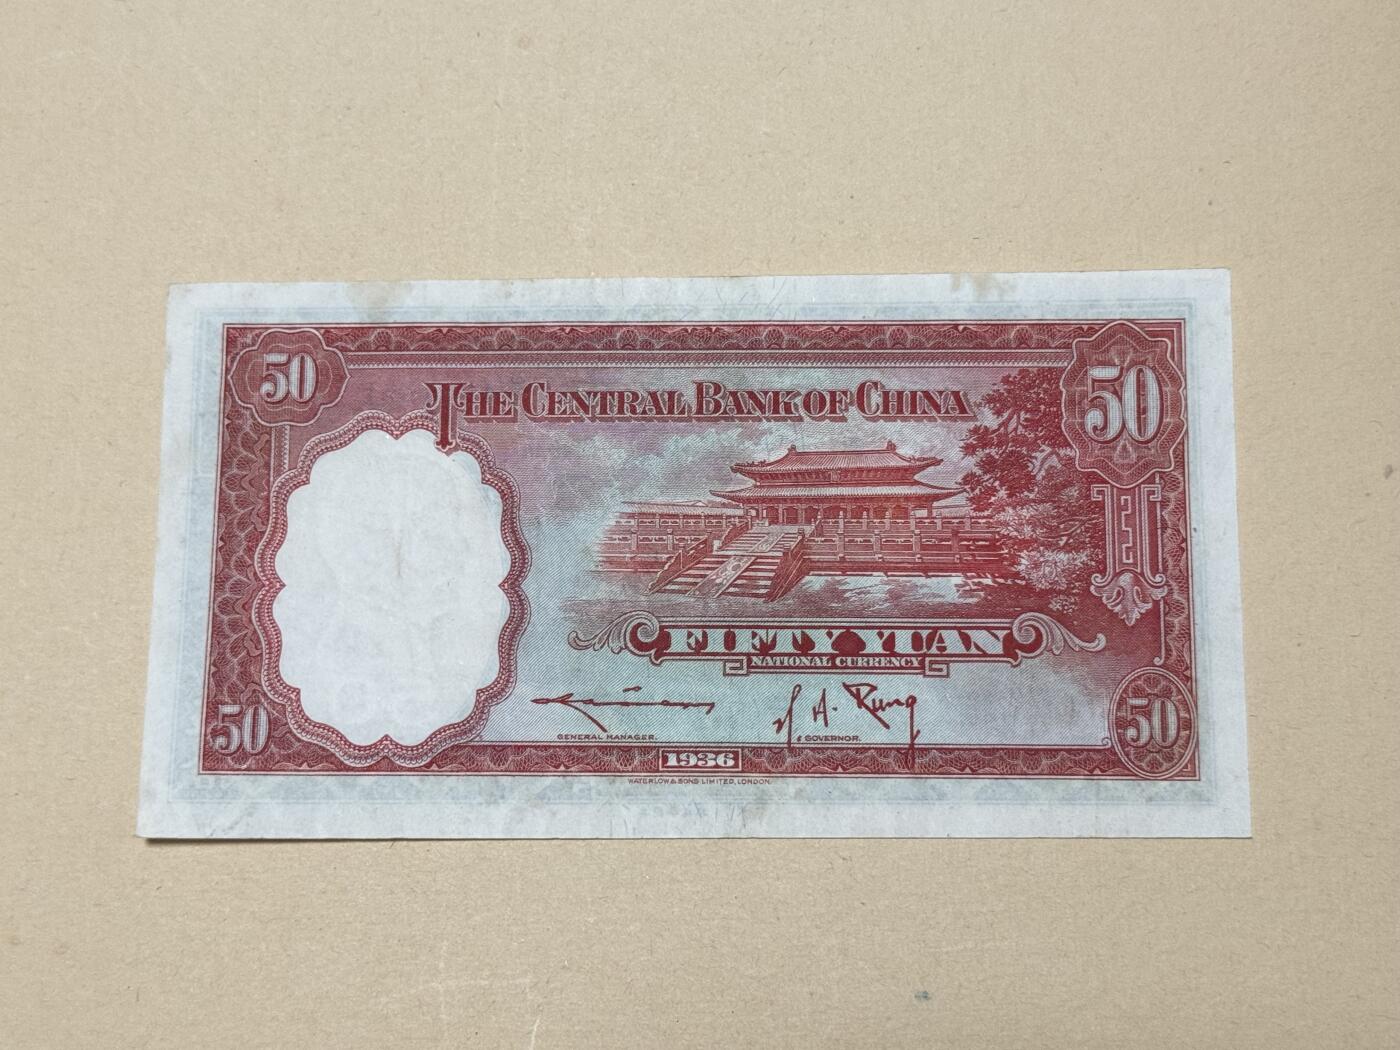 50
50
THE CENTRAL BANK OF CHINA
FIFTY YUAN
NATIONAL CURRENCY
H. H. Kung
GENERAL MANAGER.
GOVERNOR.
50
50
1936
WATERLOW & SONS LIMITED, LONDON.